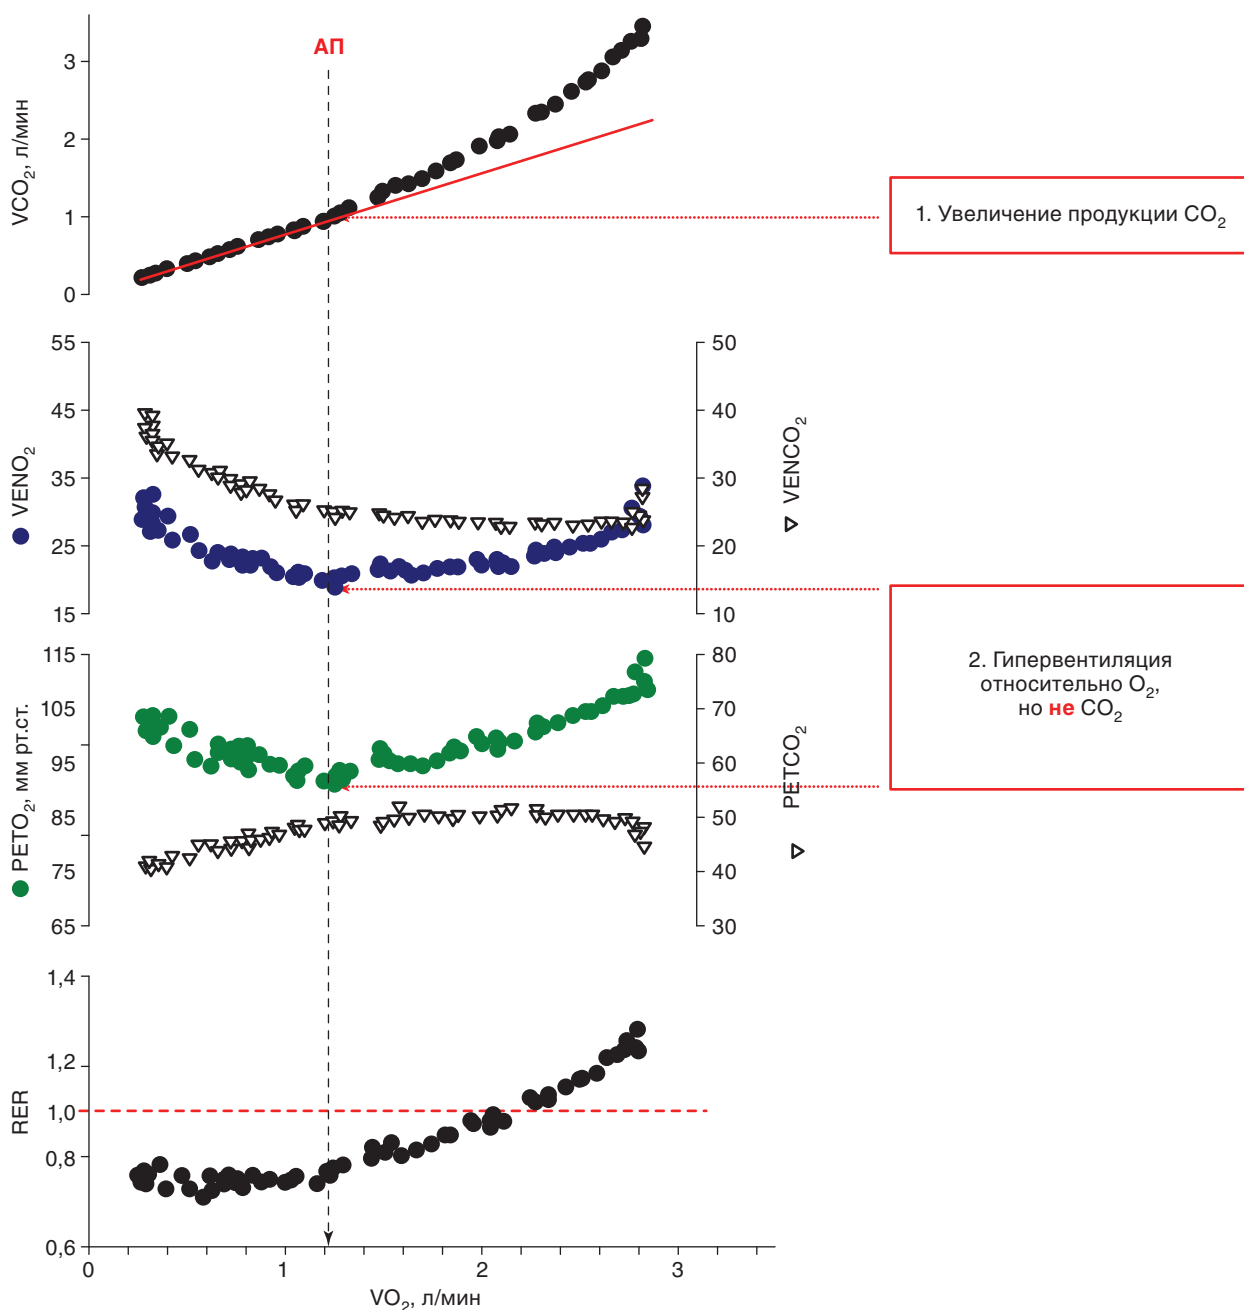 АП
VCO2, л/мин
3
2
1
0
1. Увеличение продукции CO2
55
45
35
25
15
VENO2
50
40
30
20
10
VENCO2
115
105
95
85
75
65
PETO2, мм рт.ст.
80
70
60
50
40
30
PETCO2
2. Гипервентиляция
относительно O2,
но не CO2
1,4
1,2
1,0
0,8
0,6
RER
0 1 2 3
VO2, л/мин